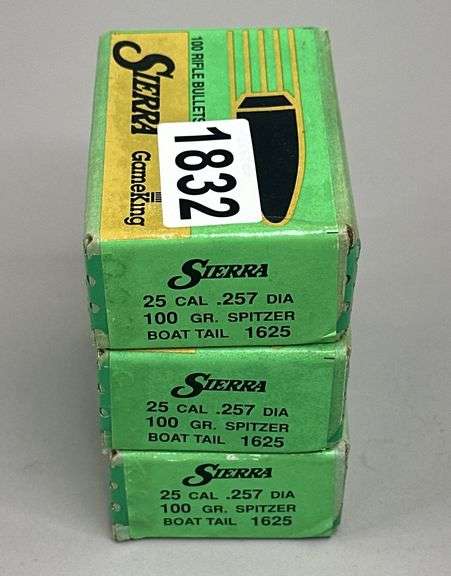 100 RIFLE BULLETS
SIERRA
GameKing
1832
SIERRA
25 CAL .257 DIA
100 GR. SPITZER
BOAT TAIL 1625
SIERRA
25 CAL .257 DIA
100 GR. SPITZER
BOAT TAIL 1625
SIERRA
25 CAL .257 DIA
100 GR. SPITZER
BOAT TAIL 1625